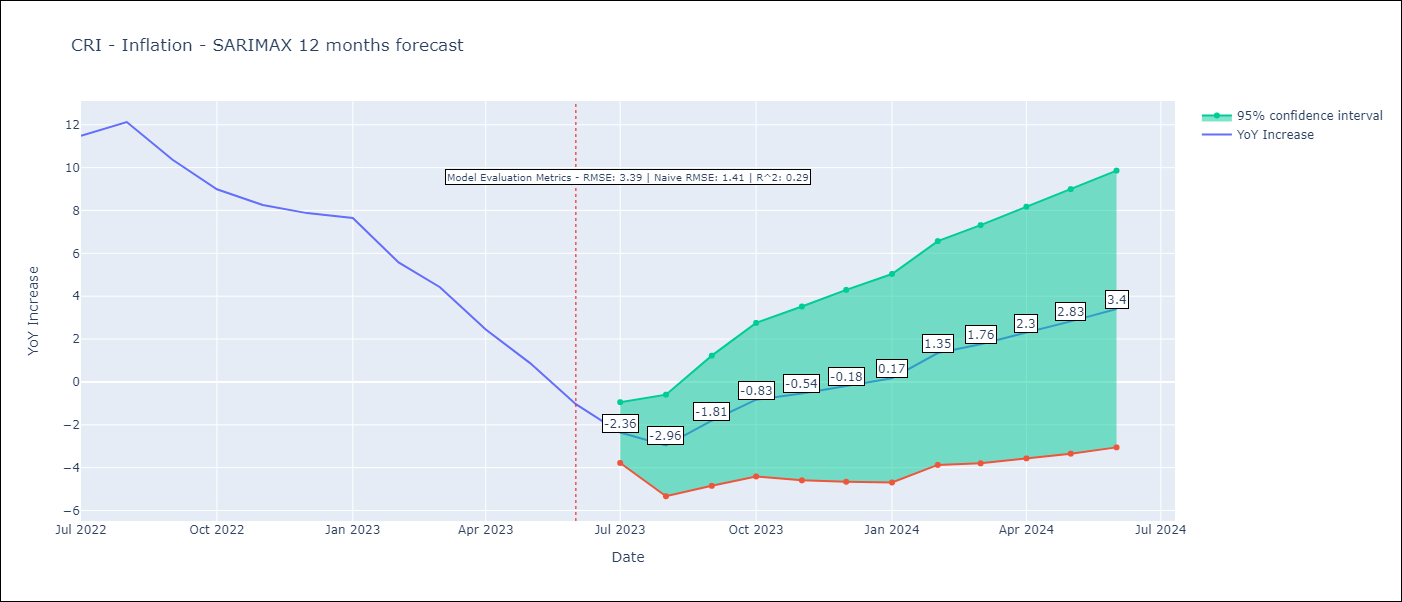 CRI - Inflation - SARIMAX 12 months forecast
95% confidence interval
YoY Increase
Model Evaluation Metrics - RMSE: 3.39 | Naive RMSE: 1.41 | R^2: 0.29
YoY Increase
12
10
8
6
4
2
0
−2
−4
−6
-2.36
-2.96
-1.81
-0.83
-0.54
-0.18
0.17
1.35
1.76
2.3
2.83
3.4
Jul 2022
Oct 2022
Jan 2023
Apr 2023
Jul 2023
Oct 2023
Jan 2024
Apr 2024
Jul 2024
Date